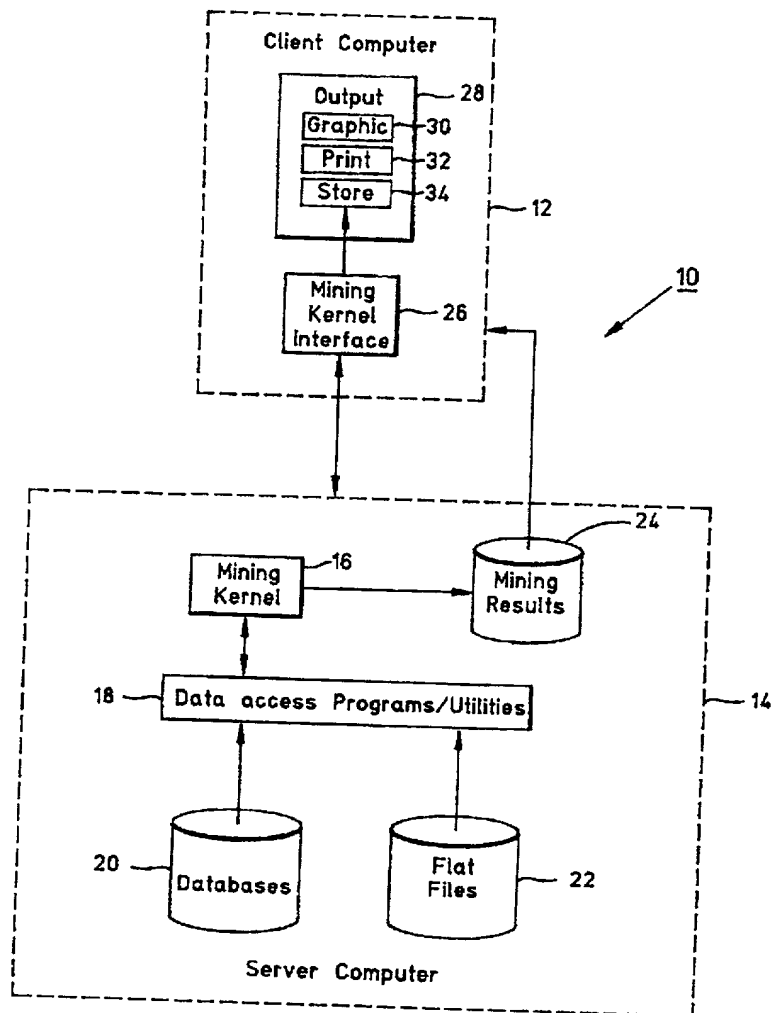 Client Computer
Output
28
Graphic
30
Print
32
Store
34
12
10
Mining
Kernel
Interface
26
24
16
Mining
Kernel
Mining
Results
18
Data access Programs/Utilities
14
20
Databases
Flat
Files
22
Server Computer